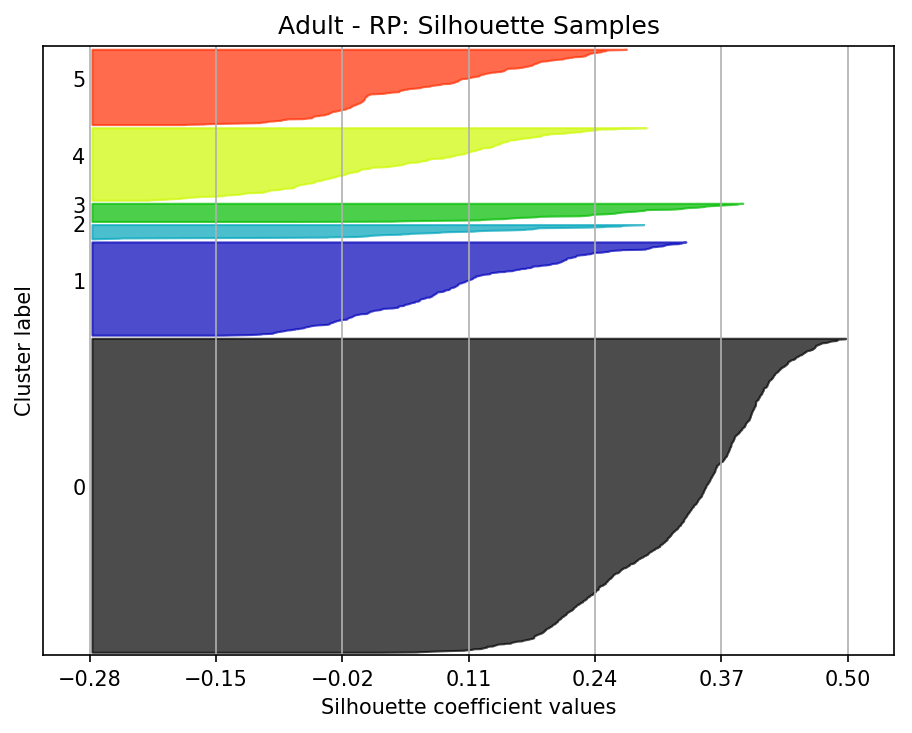 Adult - RP: Silhouette Samples
5
4
3
2
1
0
Cluster label
−0.28 −0.15 −0.02 0.11 0.24 0.37 0.50
Silhouette coefficient values